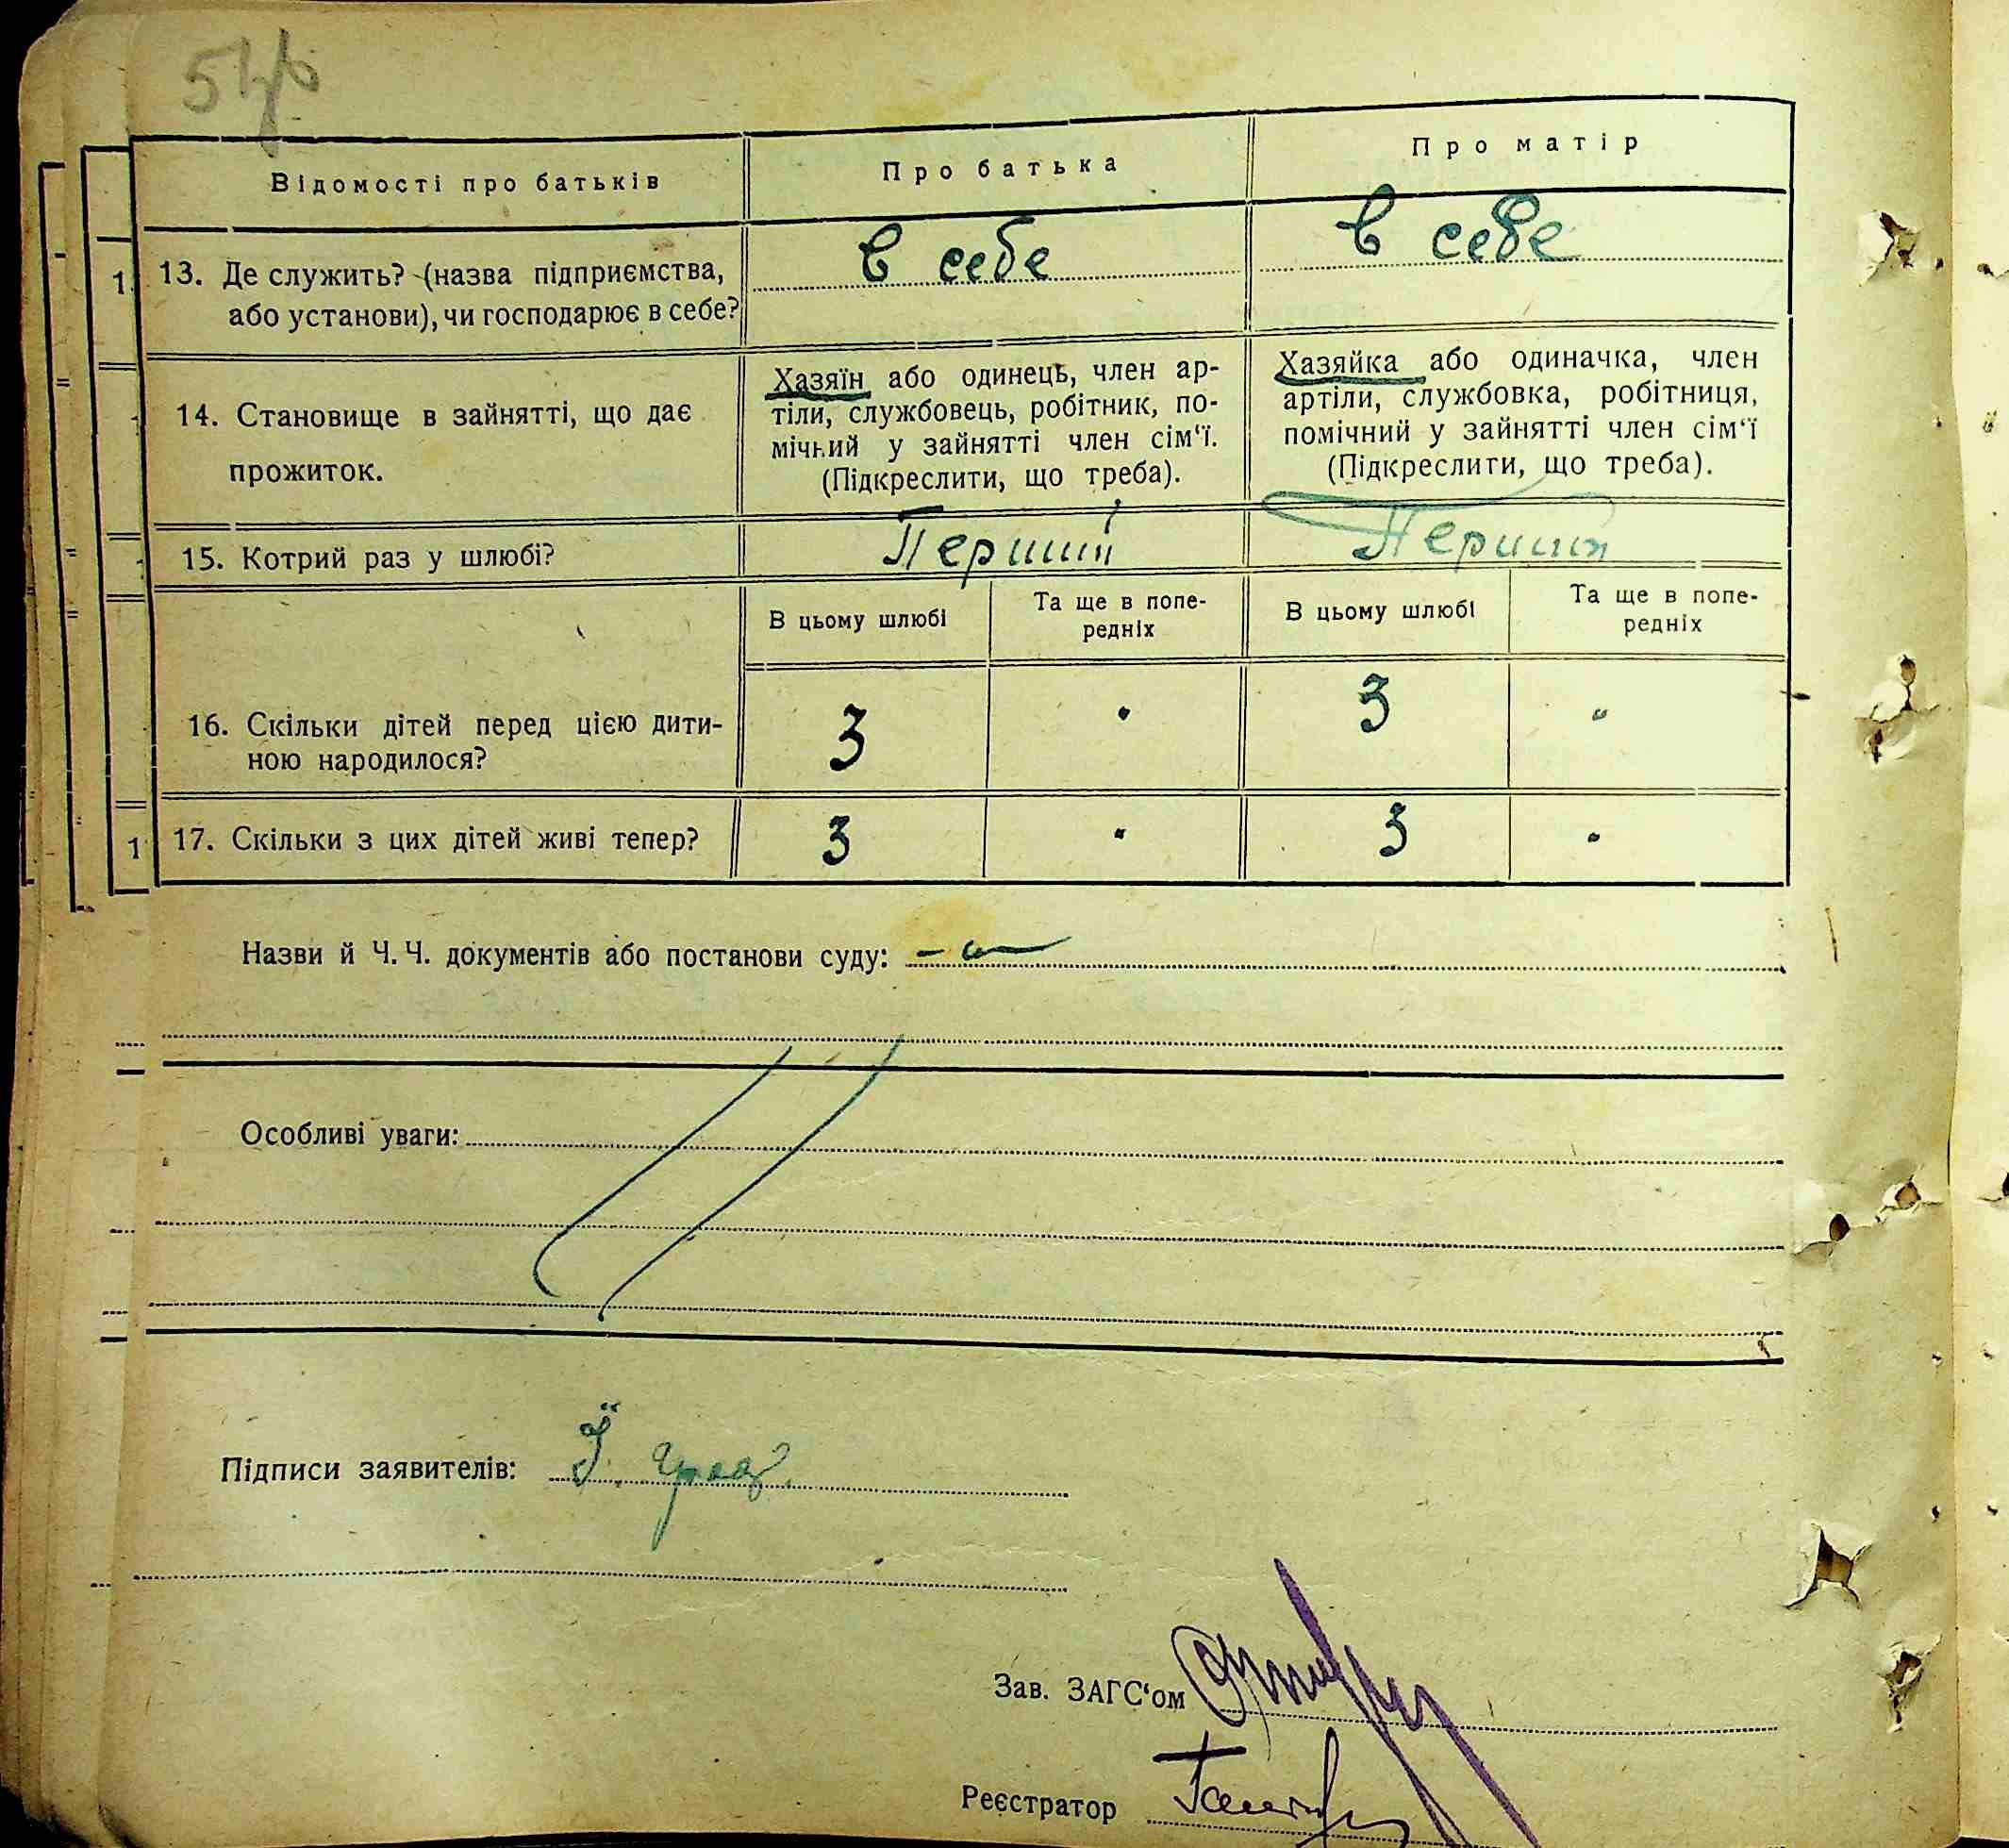 Відомості про батьків
Про батька
Про матір
13. Де служить? (назва підприємства,
або установи), чи господарює в себе?
в себе
в себе
14. Становище в зайнятті, що дає
прожиток.
Хазяїн або одинець, член ар-
тіли, службовець, робітник, по-
мічний у зайнятті член сім‘ї.
(Підкреслити, що треба).
Хазяйка або одиначка, член
артіли, службовка, робітниця,
помічний у зайнятті член сім‘ї
(Підкреслити, що треба).
15. Котрий раз у шлюбі?
Перший
Перший
В цьому шлюбі
Та ще в попе-
редніх
В цьому шлюбі
Та ще в попе-
редніх
16. Скільки дітей перед цією дити-
ною народилося?
3
"
3
"
1 17. Скільки з цих дітей живі тепер?
3
"
3
"
Назви й Ч. Ч. документів або постанови суду:
Особливі уваги:
Підписи заявителів:
Зав. ЗАГС‘ом
Реєстратор